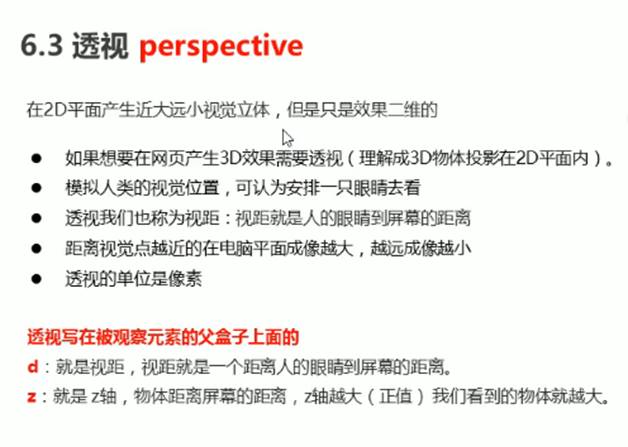 6.3 透视 perspective
在2D平面产生近大远小视觉立体，但是只是效果二维的
● 如果想要在网页产生3D效果需要透视（理解成3D物体投影在2D平面内）。
● 模拟人类的视觉位置，可认为安排一只眼睛去看
● 透视我们也称为视距：视距就是人的眼睛到屏幕的距离
● 距离视觉点越近的在电脑平面成像越大，越远成像越小
● 透视的单位是像素
透视写在被观察元素的父盒子上面的
d：就是视距，视距就是一个距离人的眼睛到屏幕的距离。
z：就是 z轴，物体距离屏幕的距离，z轴越大（正值） 我们看到的物体就越大。